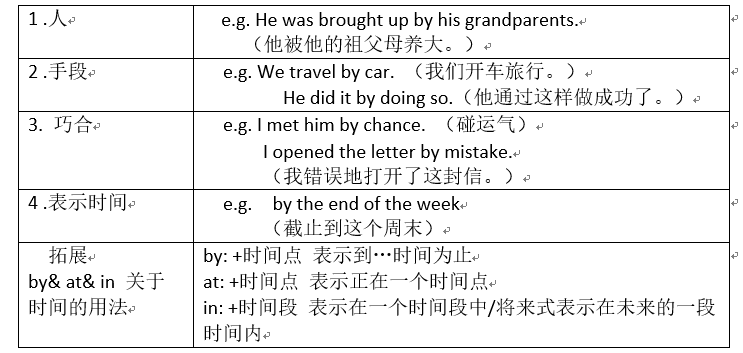 1 .人
e.g. He was brought up by his grandparents.
（他被他的祖父母养大。）
2 .手段
e.g. We travel by car. （我们开车旅行。）
He did it by doing so.（他通过这样做成功了。）
3. 巧合
e.g. I met him by chance. （碰运气）
I opened the letter by mistake.
（我错误地打开了这封信。）
4 .表示时间
e.g. by the end of the week
（截止到这个周末）
拓展
by& at& in 关于
时间的用法
by: +时间点 表示到…时间为止
at: +时间点 表示正在一个时间点
in: +时间段 表示在一个时间段中/将来式表示在未来的一段
时间内